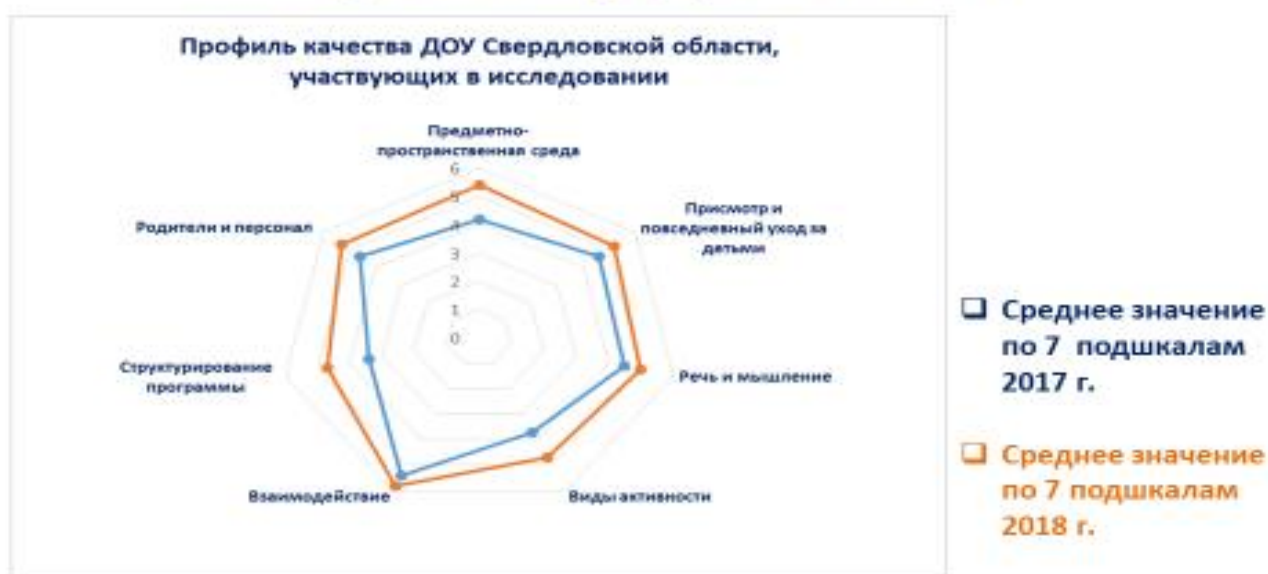 Профиль качества ДОУ Свердловской области,
участвующих в исследовании
Предметно-
пространственная среда
6
5
4
3
2
1
0
Присмотр и
повседневный уход за
детьми
Родители и персонал
Речь и мышление
Структурирование
программы
Взаимодействие
Виды активности
Среднее значение
по 7 подшкалам
2017 г.
Среднее значение
по 7 подшкалам
2018 г.